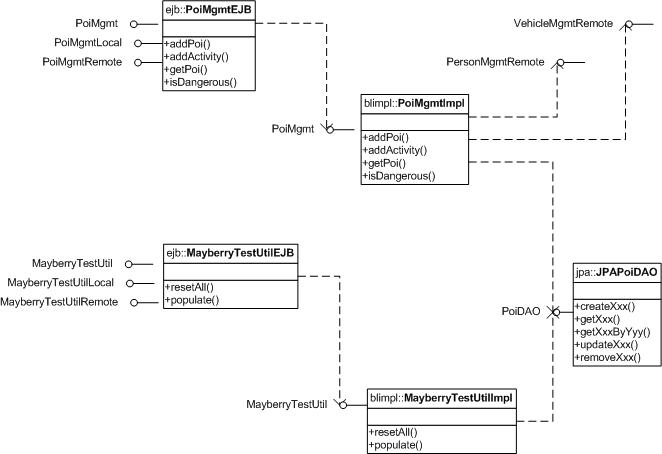 PoiMgmt
PoiMgmtLocal
PoiMgmtRemote
ejb::PoiMgmtEJB
+addPoi()
+addActivity()
+getPoi()
+isDangerous()
VehicleMgmtRemote
PersonMgmtRemote
PoiMgmt
blimpl::PoiMgmtImpl
+addPoi()
+addActivity()
+getPoi()
+isDangerous()
MayberryTestUtil
MayberryTestUtilLocal
MayberryTestUtilRemote
ejb::MayberryTestUtilEJB
+resetAll()
+populate()
PoiDAO
jpa::JPAPoiDAO
+createXxx()
+getXxx()
+getXxxByYyy()
+updateXxx()
+removeXxx()
MayberryTestUtil
blimpl::MayberryTestUtilImpl
+resetAll()
+populate()